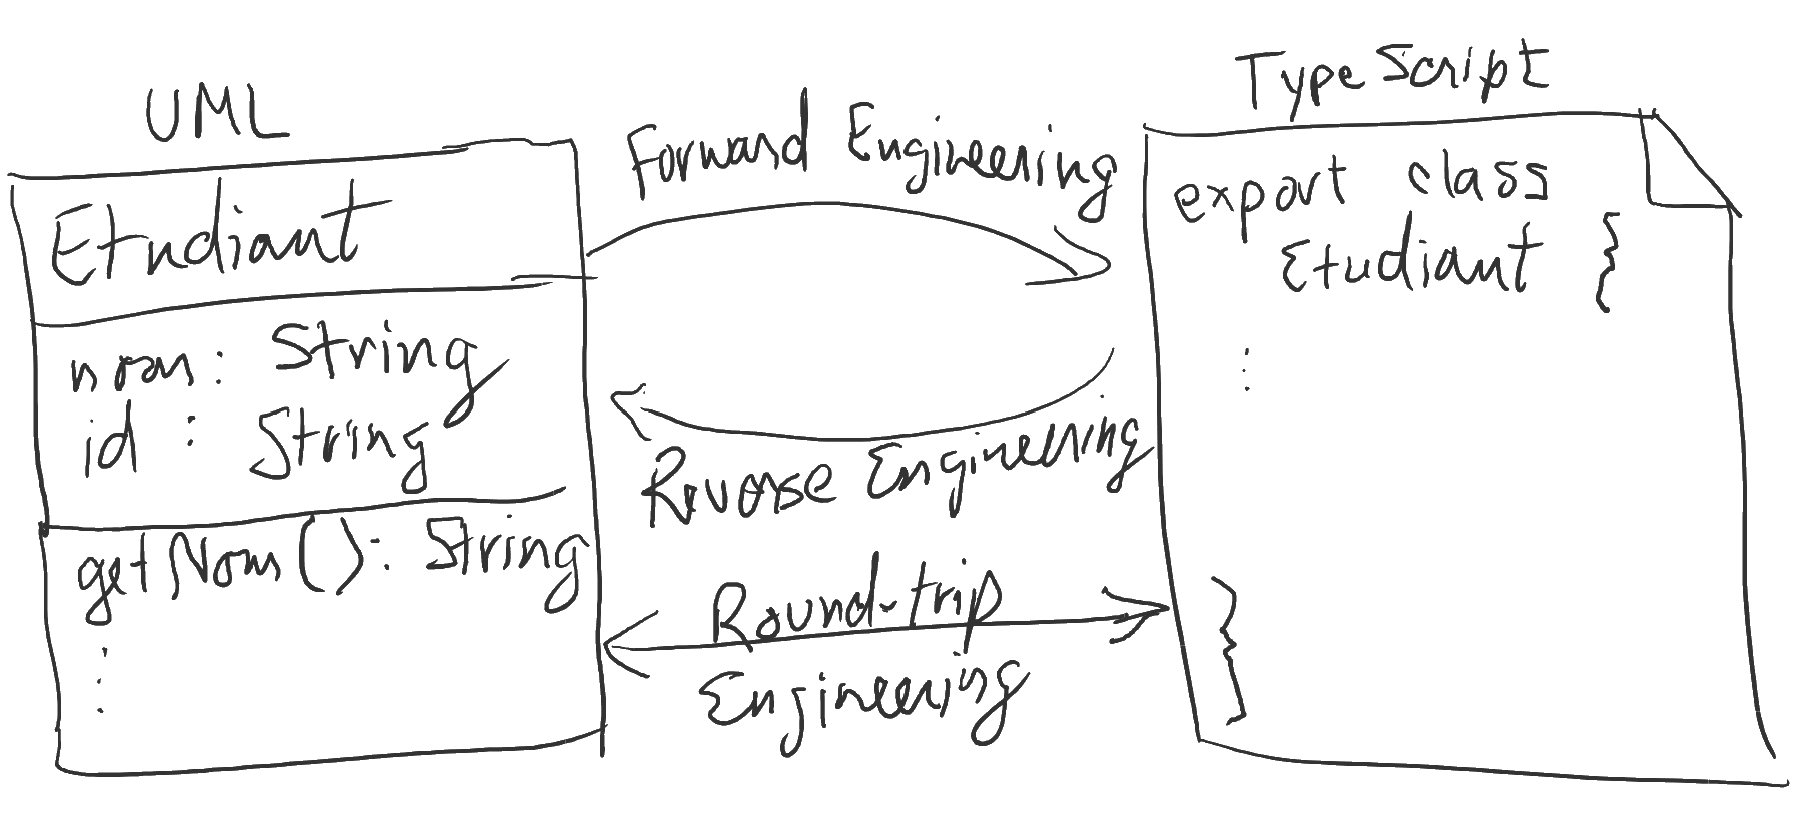 UML
Etudiant
nom: String
id : String
getNom(): String
⋮
Forward Engineering
Reverse Engineering
Round-trip
Engineering
TypeScript
export class
Etudiant {
⋮
}